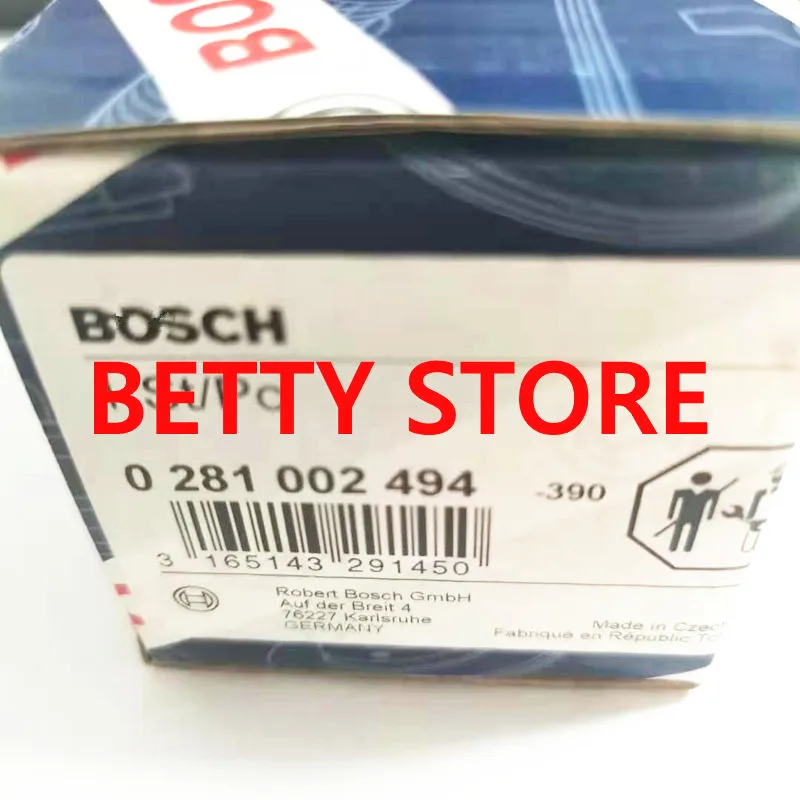 BOSCH
BETTY STORE
0 281 002 494 -390
3 165143 291450
Robert Bosch GmbH
Auf der Breit 4
76227 Karlsruhe
GERMANY
Made in Czech
Fabriqué en République